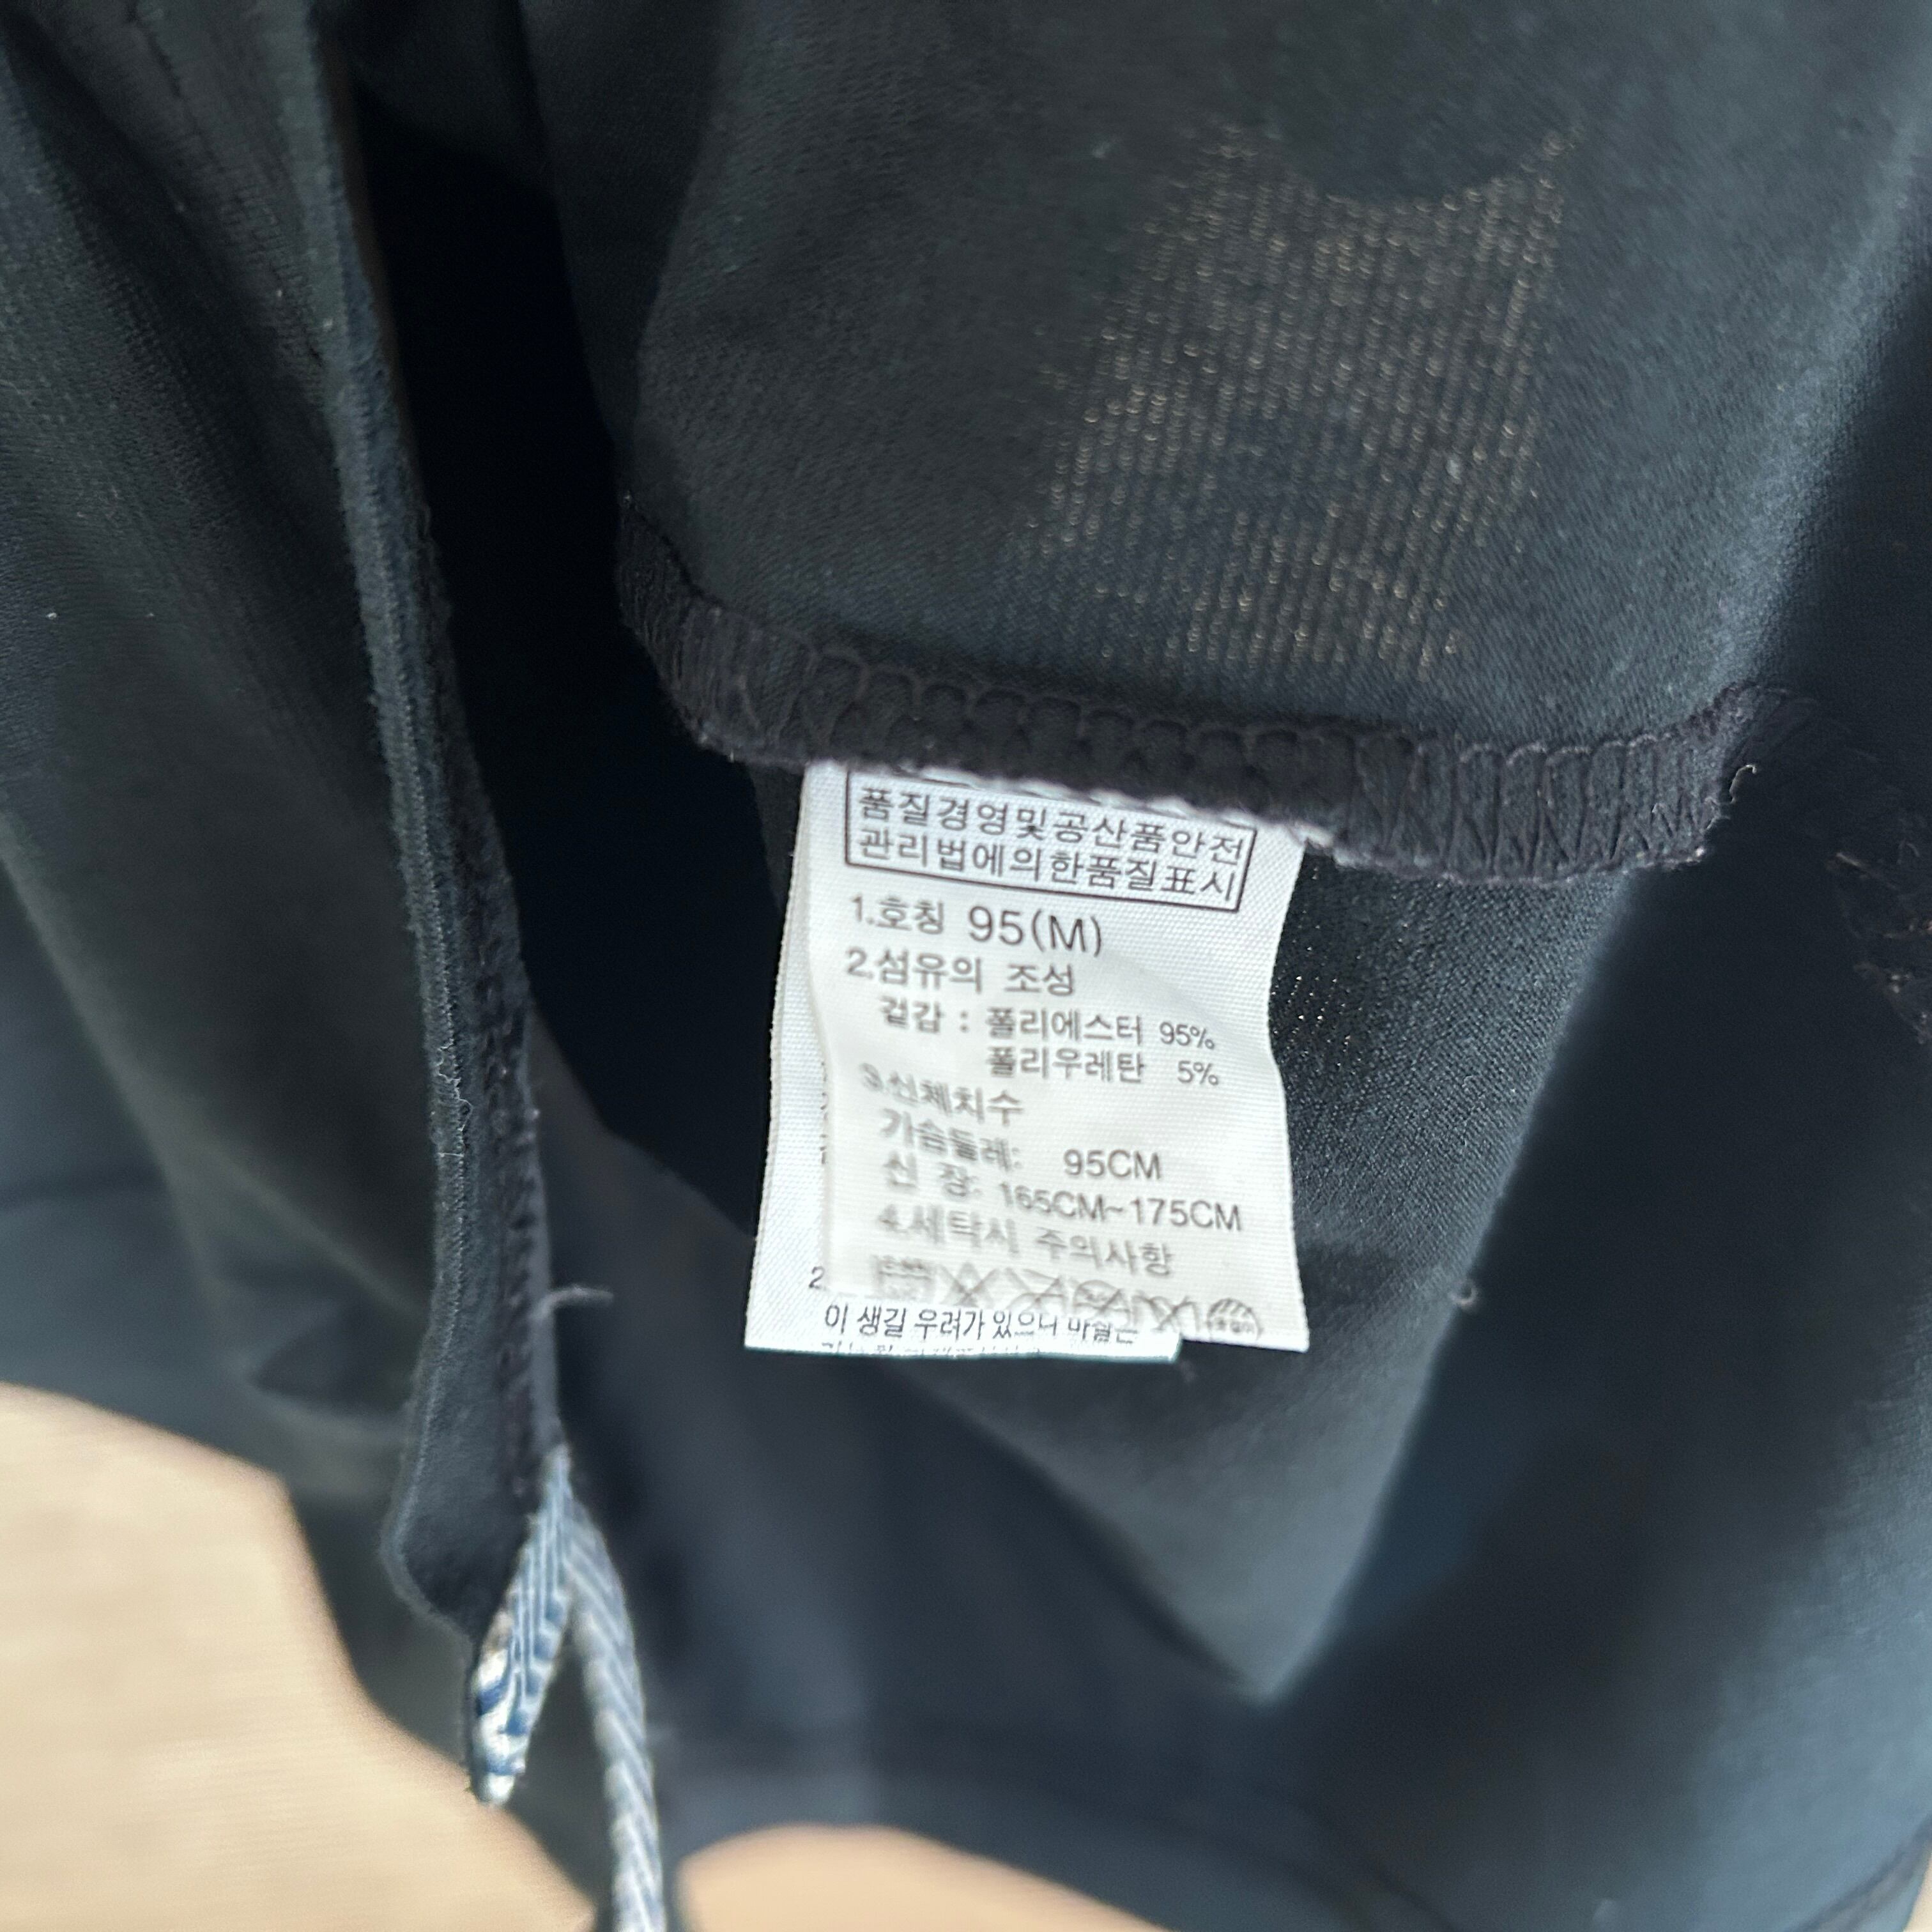 품질경영및공산품안전
관리법에의한품질표시
1.호칭 95(M)
2.섬유의 조성
겉감 : 폴리에스터 95%
폴리우레탄 5%
3.신체치수
가슴둘레: 95CM
신 장: 165CM~175CM
4.세탁시 주의사항
2
이 생길 우려가 있으니